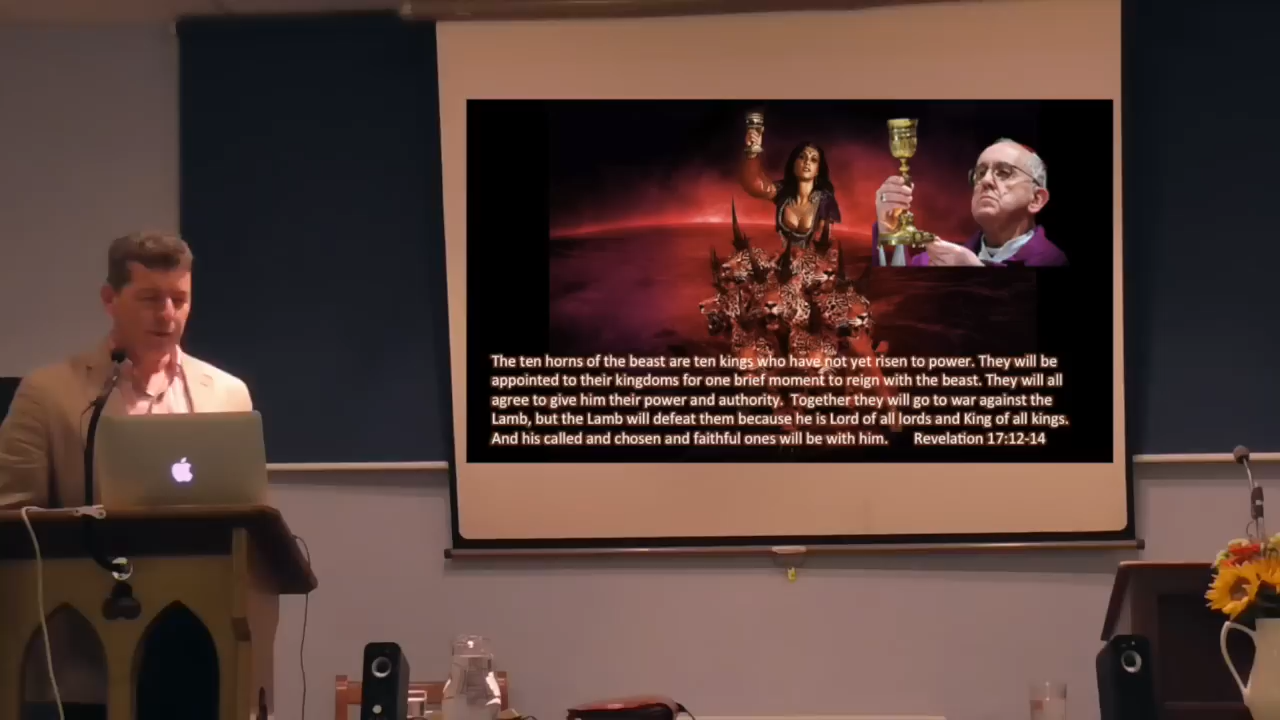 The ten horns of the beast are ten kings who have not yet risen to power. They will be
appointed to their kingdoms for one brief moment to reign with the beast. They will all
agree to give him their power and authority.  Together they will go to war against the
Lamb, but the Lamb will defeat them because he is Lord of all lords and King of all kings.
And his called and chosen and faithful ones will be with him.     Revelation 17:12-14